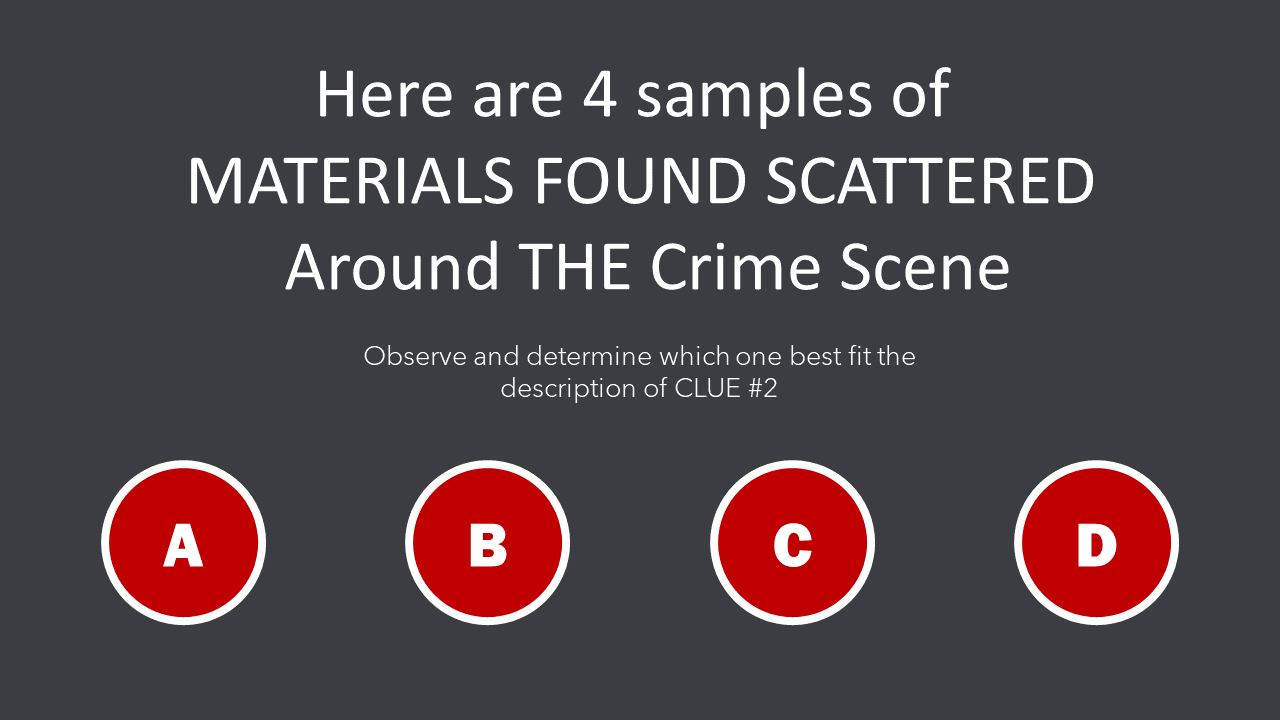 Here are 4 samples of
MATERIALS FOUND SCATTERED
Around THE Crime Scene
Observe and determine which one best fit the
description of CLUE #2
A
B
C
D